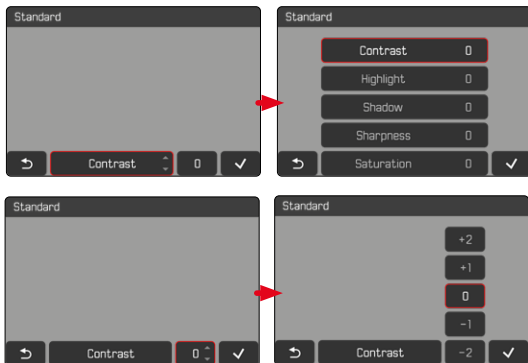 Standard
Contrast 0
Standard
Contrast 0
Highlight 0
Shadow 0
Sharpness 0
Saturation 0
Standard
Contrast 0
Standard
+2
+1
0
-1
Contrast -2